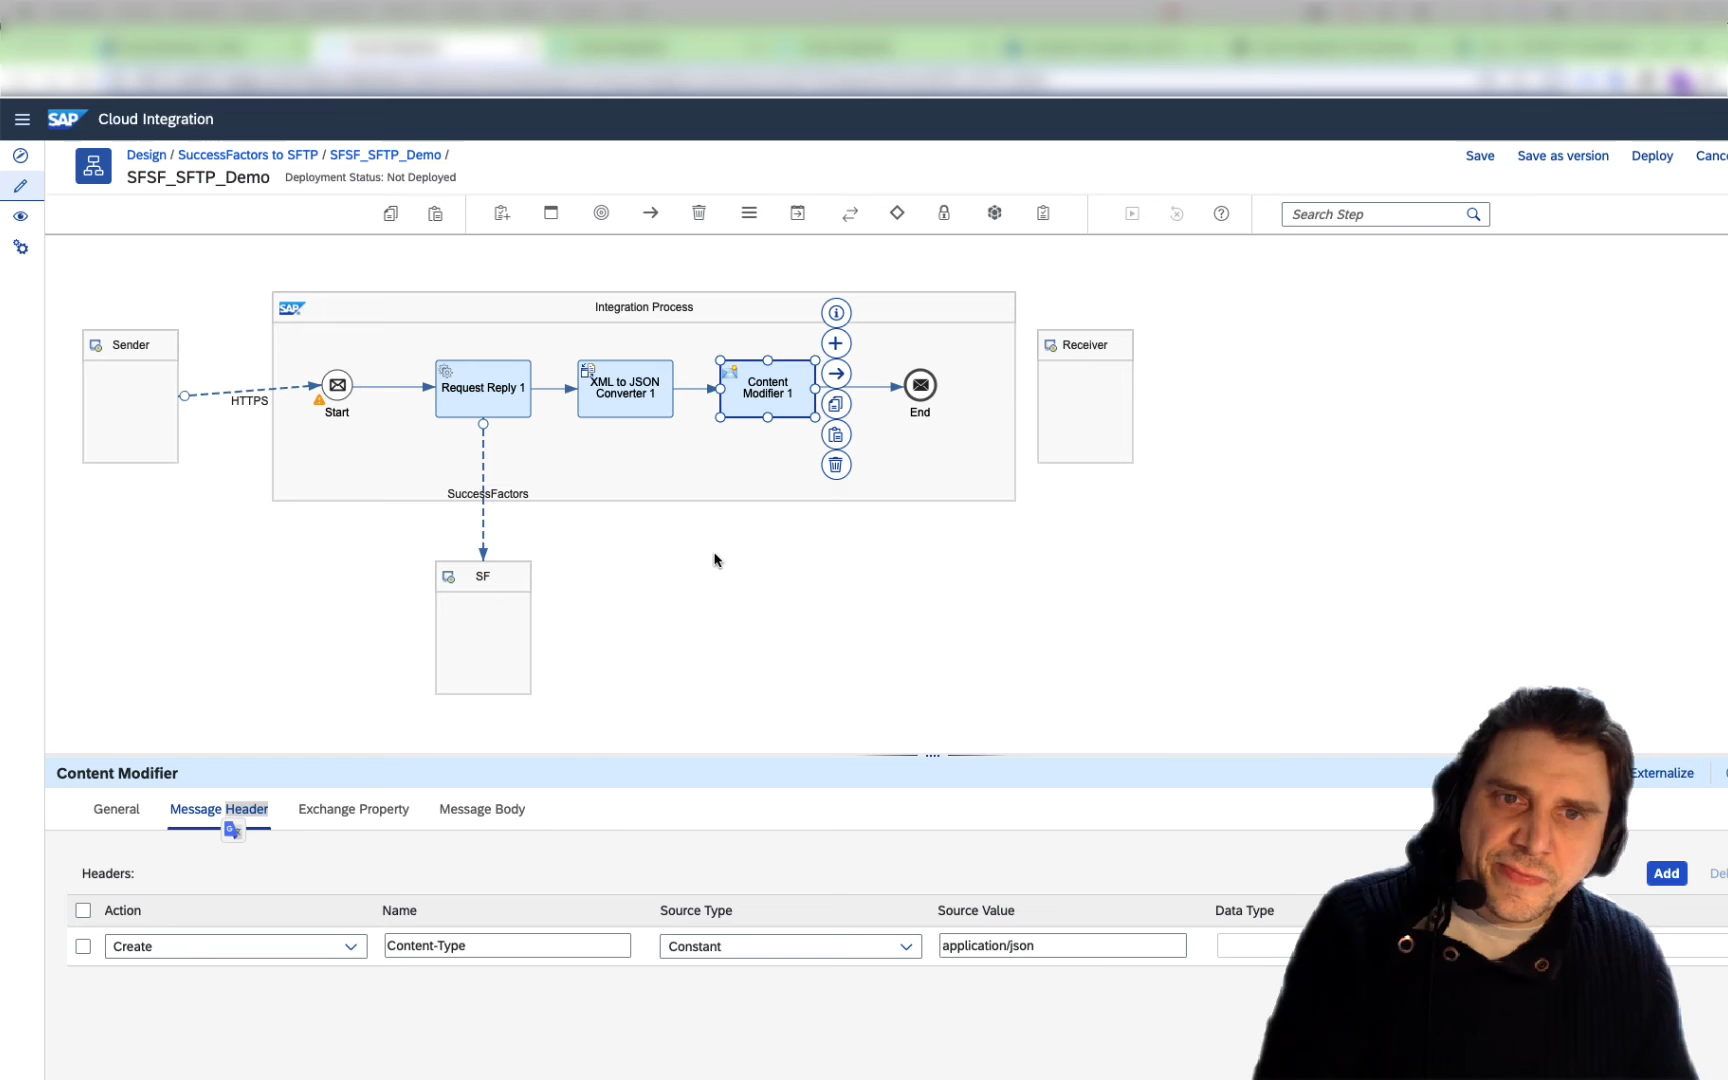 SAP Cloud Integration
Design / SuccessFactors to SFTP / SFSF_SFTP_Demo /
SFSF_SFTP_Demo Deployment Status: Not Deployed
Save Save as version Deploy Canc
Search Step
SAP Integration Process
Sender
Receiver
HTTPS
Start
Request Reply 1
XML to JSON
Converter 1
Content
Modifier 1
End
SuccessFactors
SF
Content Modifier
Externalize
General Message Header Exchange Property Message Body
Headers:
Add Del
Action Name Source Type Source Value Data Type
Create Content-Type Constant application/json